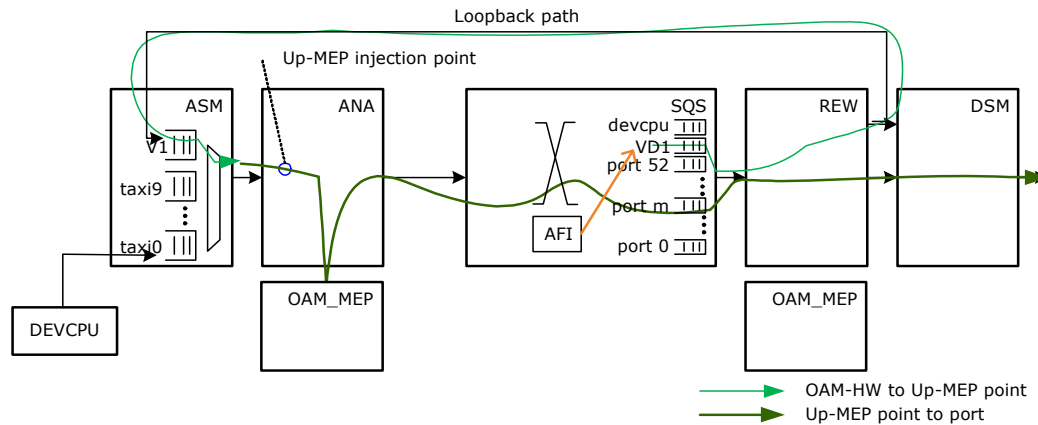 Loopback path
Up-MEP injection point
ASM
ANA
SQS
REW
DSM
V1
taxi9
taxi0
devcpu
VD1
port 52
port m
port 0
AFI
OAM_MEP
OAM_MEP
DEVCPU
OAM-HW to Up-MEP point
Up-MEP point to port